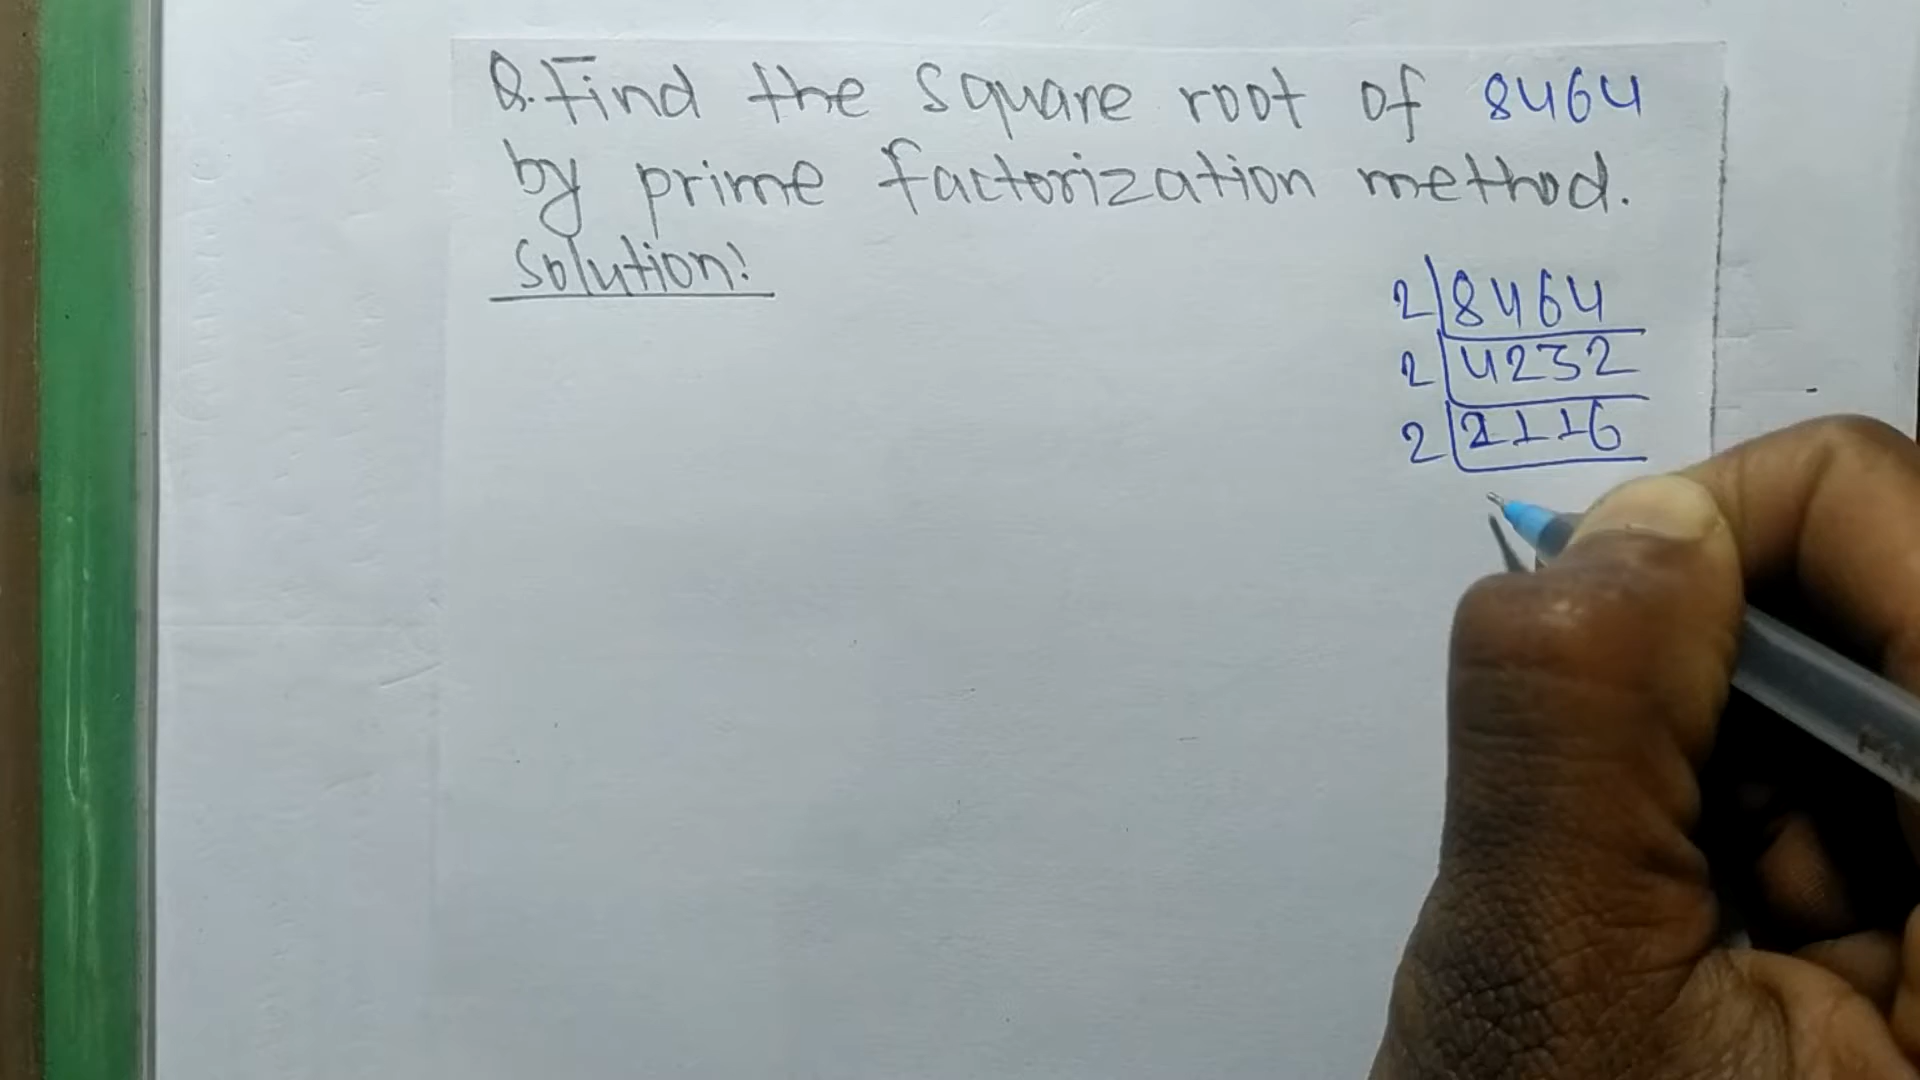 Q. Find the square root of 8464
by prime factorization method.
Solution:
2 8464
2 4232
2 2116